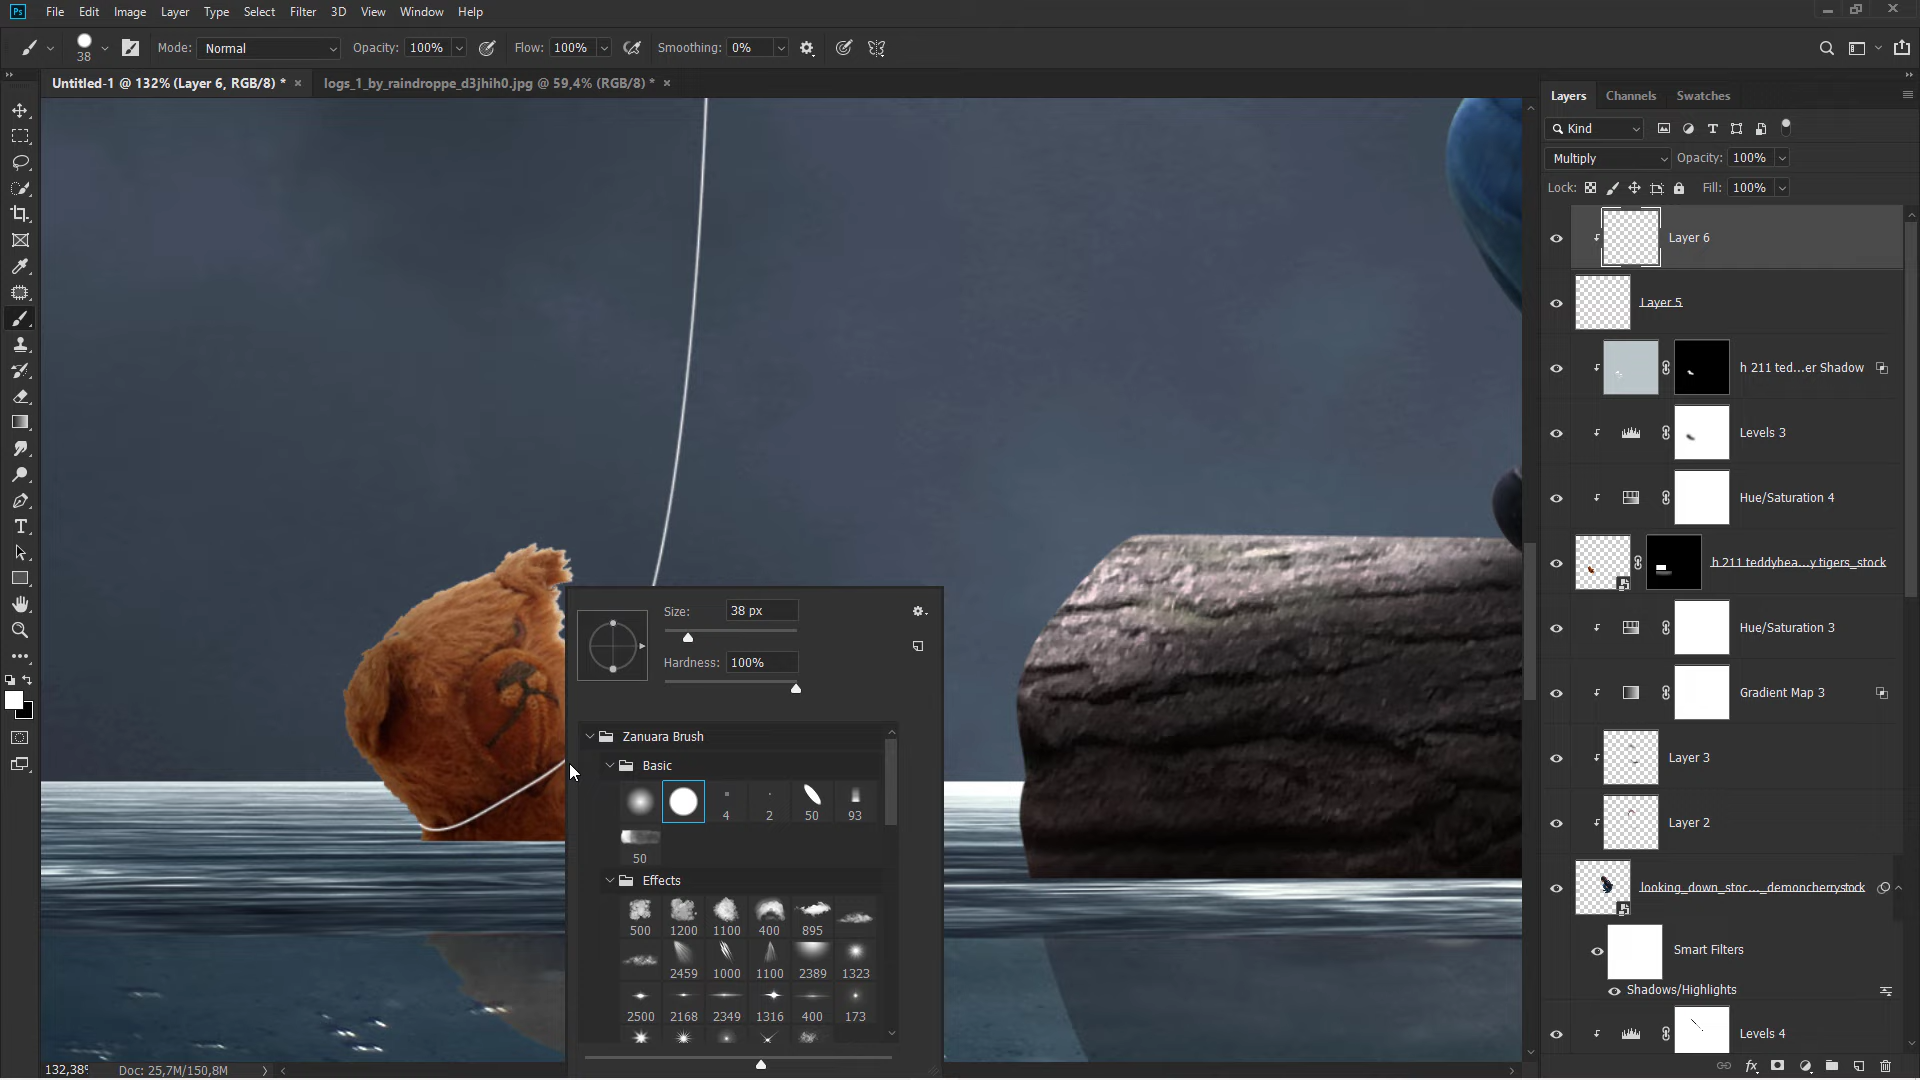 Ps File Edit Image Layer Type Select Filter 3D View Window Help
38 Mode: Normal Opacity: 100% Flow: 100% Smoothing: 0%
Untitled-1 @ 132% (Layer 6, RGB/8) * × logs_1_by_raindroppe_d3jhih0.jpg @ 59,4% (RGB/8) * ×
Layers Channels Swatches
Kind
Multiply Opacity: 100%
Lock: Fill: 100%
Layer 6
Layer 5
h 211 ted...er Shadow
Levels 3
Hue/Saturation 4
h 211 teddyhea...y tigers_stock
Hue/Saturation 3
Gradient Map 3
Layer 3
Layer 2
looking_down_stoc..._demoncherrystock
Smart Filters
Shadows/Highlights
Levels 4
Size: 38 px
Hardness: 100%
Zanuara Brush
Basic
4 2 50 93
50
Effects
500 1200 1100 400 895
2459 1000 1100 2389 1323
2500 2168 2349 1316 400 173
132,38% Doc: 25,7M/150,8M